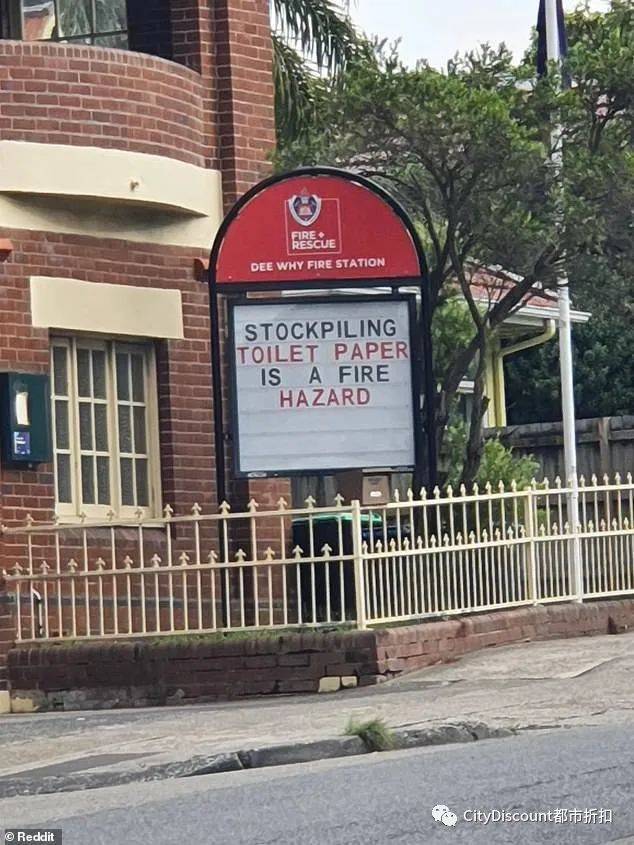 FIRE+
RESCUE
DEE WHY FIRE STATION
STOCKPILING
TOILET PAPER
IS A FIRE
HAZARD
CityDiscount都市折扣
© Reddit